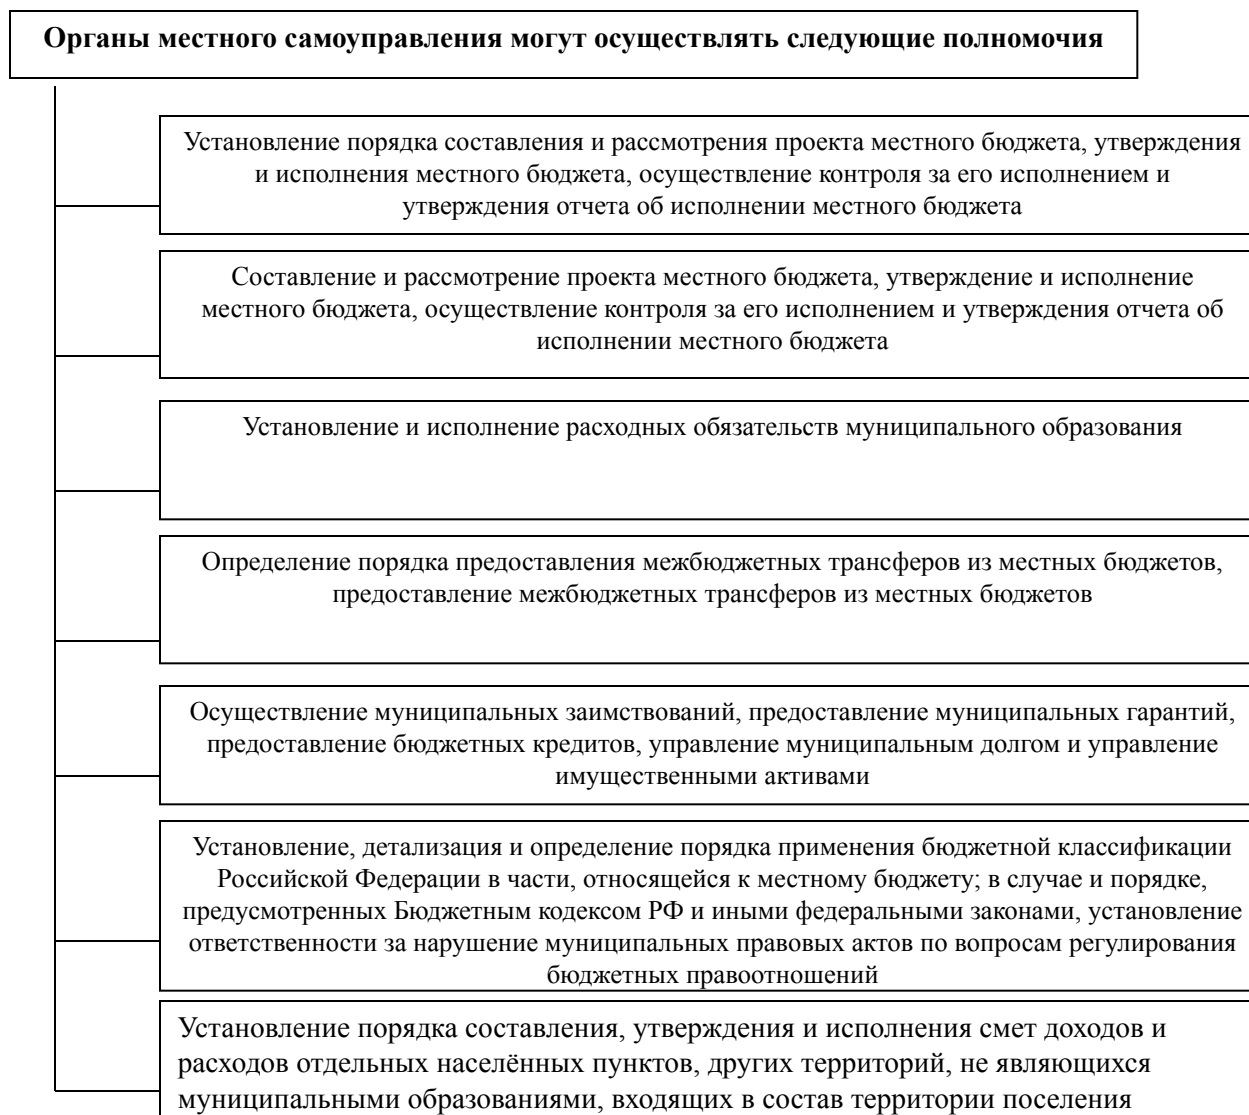 Органы местного самоуправления могут осуществлять следующие полномочия
Установление порядка составления и рассмотрения проекта местного бюджета, утверждения
и исполнения местного бюджета, осуществление контроля за его исполнением и
утверждения отчета об исполнении местного бюджета
Составление и рассмотрение проекта местного бюджета, утверждение и исполнение
местного бюджета, осуществление контроля за его исполнением и утверждения отчета об
исполнении местного бюджета
Установление и исполнение расходных обязательств муниципального образования
Определение порядка предоставления межбюджетных трансферов из местных бюджетов,
предоставление межбюджетных трансферов из местных бюджетов
Осуществление муниципальных заимствований, предоставление муниципальных гарантий,
предоставление бюджетных кредитов, управление муниципальным долгом и управление
имущественными активами
Установление, детализация и определение порядка применения бюджетной классификации
Российской Федерации в части, относящейся к местному бюджету; в случае и порядке,
предусмотренных Бюджетным кодексом РФ и иными федеральными законами, установление
ответственности за нарушение муниципальных правовых актов по вопросам регулирования
бюджетных правоотношений
Установление порядка составления, утверждения и исполнения смет доходов и
расходов отдельных населённых пунктов, других территорий, не являющихся
муниципальными образованиями, входящих в состав территории поселения